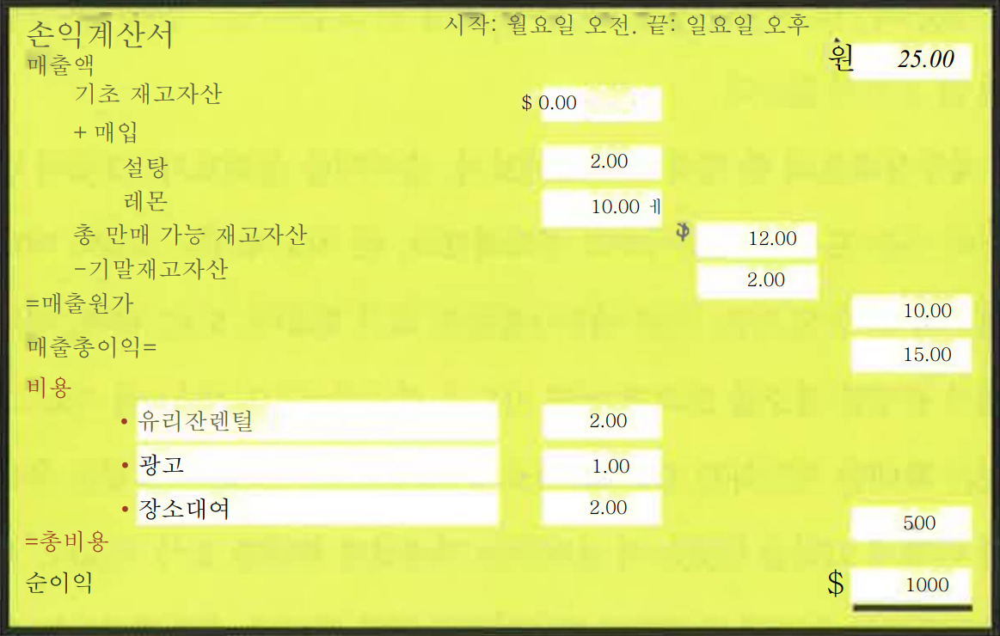 손익계산서 시작: 월요일 오전. 끝: 일요일 오후
매출액 원 25.00
기초 재고자산 $ 0.00
+ 매입
설탕 2.00
레몬 10.00 ㅔ
총 만매 가능 재고자산 $ 12.00
-기말재고자산 2.00
=매출원가 10.00
매출총이익= 15.00
비용
• 유리잔렌털 2.00
• 광고 1.00
• 장소대여 2.00
=총비용 500
순이익 $ 1000